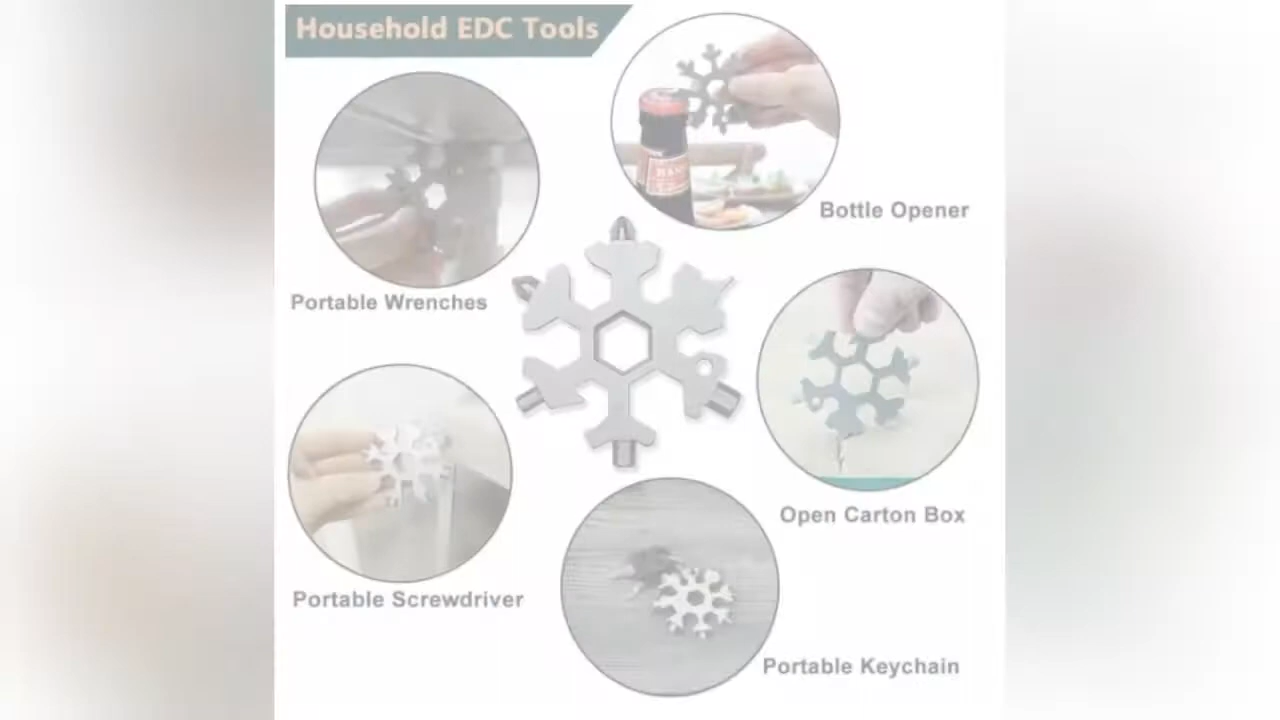 Household EDC Tools
Bottle Opener
Portable Wrenches
Open Carton Box
Portable Screwdriver
Portable Keychain